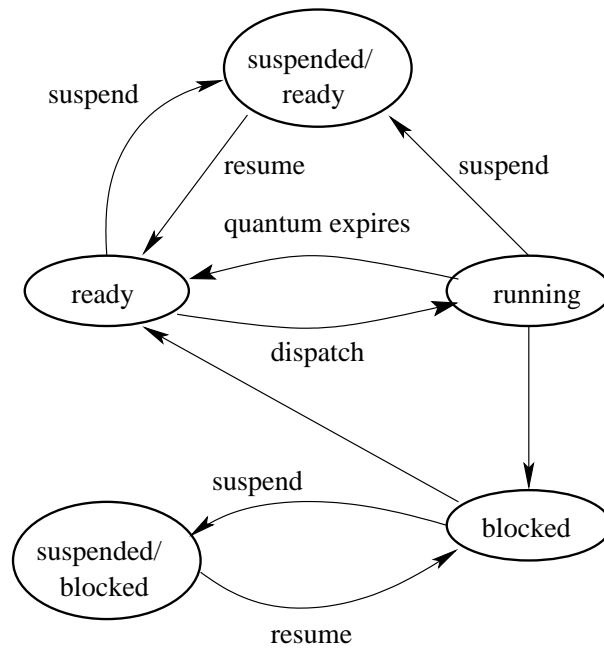 suspended/
ready
suspend
resume
suspend
quantum expires
ready
running
dispatch
suspend
blocked
suspended/
blocked
resume